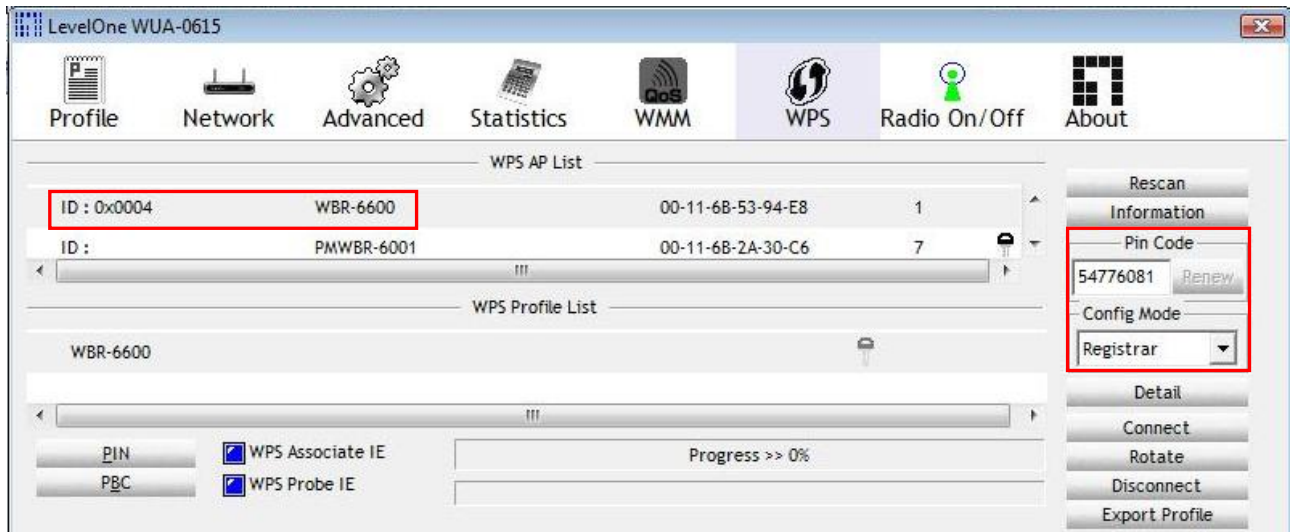 LevelOne WUA-0615
Profile Network Advanced Statistics WMM WPS Radio On/Off About
QoS
WPS AP List
ID : 0x0004 WBR-6600 00-11-6B-53-94-E8 1
ID : PMWBR-6001 00-11-6B-2A-30-C6 7
WPS Profile List
WBR-6600
PIN
PBC
WPS Associate IE
WPS Probe IE
Progress >> 0%
Rescan
Information
Pin Code
54776081 Renew
Config Mode
Registrar
Detail
Connect
Rotate
Disconnect
Export Profile